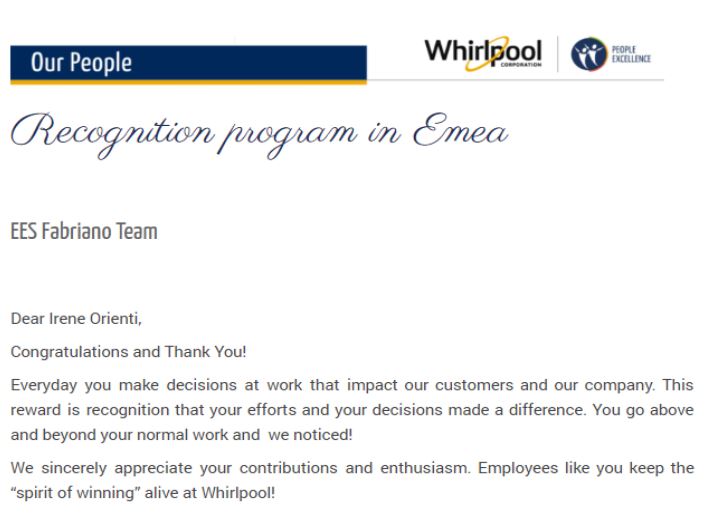 Our People
Whirlpool
CORPORATION
PEOPLE
EXCELLENCE
Recognition program in Emea
EES Fabriano Team
Dear Irene Orienti,
Congratulations and Thank You!
Everyday you make decisions at work that impact our customers and our company. This
reward is recognition that your efforts and your decisions made a difference. You go above
and beyond your normal work and  we noticed!
We sincerely appreciate your contributions and enthusiasm. Employees like you keep the
“spirit of winning” alive at Whirlpool!